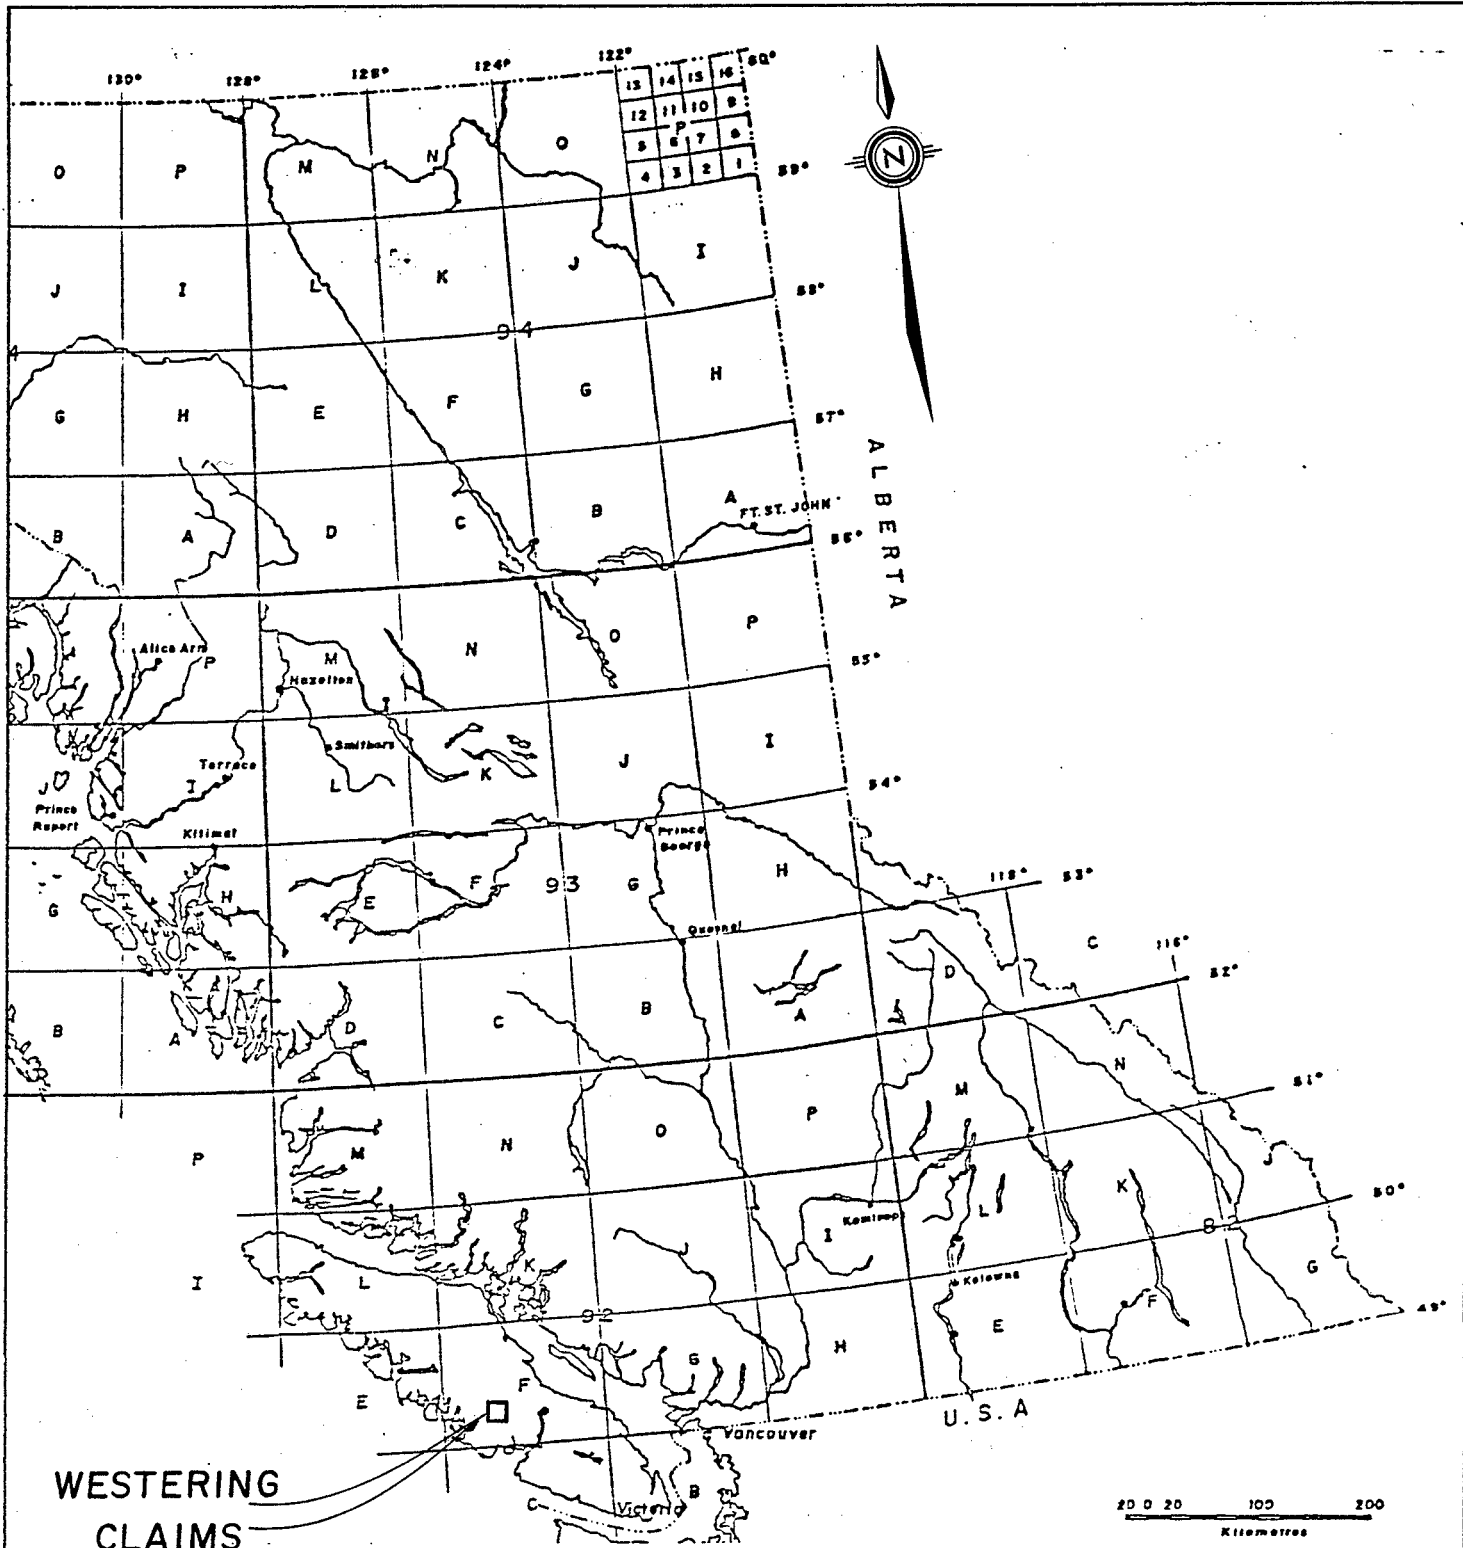 130° 128° 126° 124° 122° 60°
13 14 15 16
12 11 10 9
P
5 6 7 8
4 3 2 1
59°
O P M N O
Z
J I L K J I
58°
94
G H E F G H
57°
ALBERTA
B A D C B A
FT. ST. JOHN
56°
Alice Arm
P M N O P
Hazelton
55°
Smithers
Terrace
J I L K J I
Prince
Rupert
54°
Kitimat
Prince
George
G H E F 93 G H
118° 53°
Quesnel
C 116°
52°
B A D C B A D
N
51°
P M N O P M
J
50°
Kamloops
I L K I L K
Kelowna
G
92
49°
E F G H E F
U.S.A
Vancouver
WESTERING
CLAIMS
C Victoria B
20 0 20 100 200
Kilometres